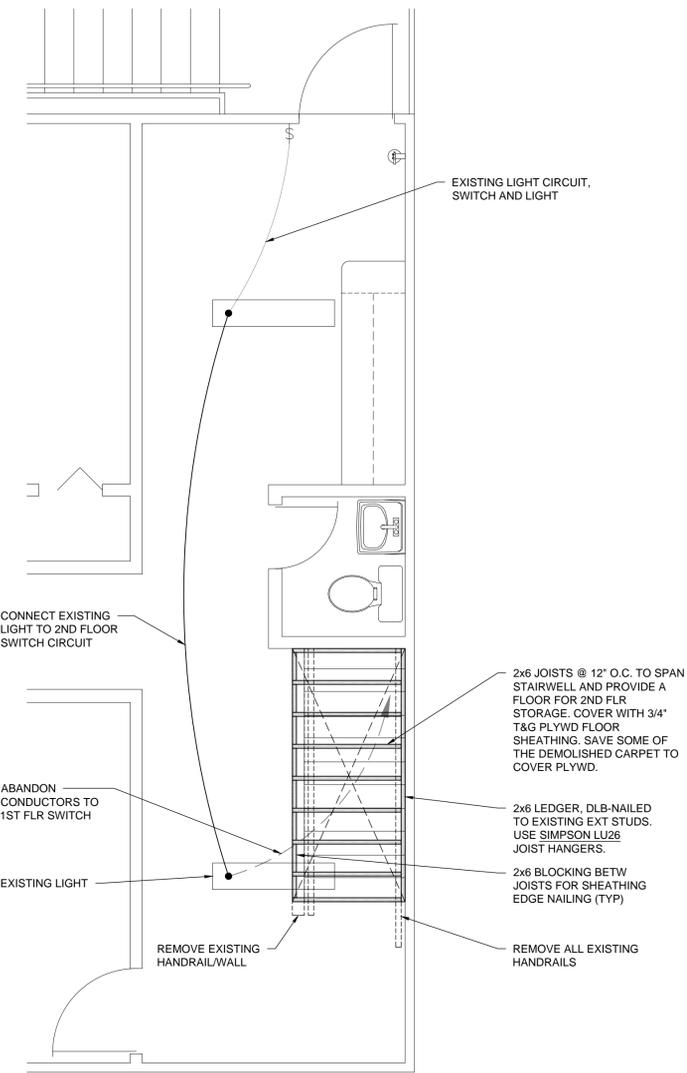 S
EXISTING LIGHT CIRCUIT,
SWITCH AND LIGHT
CONNECT EXISTING
LIGHT TO 2ND FLOOR
SWITCH CIRCUIT
2x6 JOISTS @ 12" O.C. TO SPAN
STAIRWELL AND PROVIDE A
FLOOR FOR 2ND FLR
STORAGE. COVER WITH 3/4"
T&G PLYWD FLOOR
SHEATHING. SAVE SOME OF
THE DEMOLISHED CARPET TO
COVER PLYWD.
ABANDON
CONDUCTORS TO
1ST FLR SWITCH
2x6 LEDGER, DLB-NAILED
TO EXISTING EXT STUDS.
USE SIMPSON LU26
JOIST HANGERS.
EXISTING LIGHT
2x6 BLOCKING BETW
JOISTS FOR SHEATHING
EDGE NAILING (TYP)
REMOVE EXISTING
HANDRAIL/WALL
REMOVE ALL EXISTING
HANDRAILS